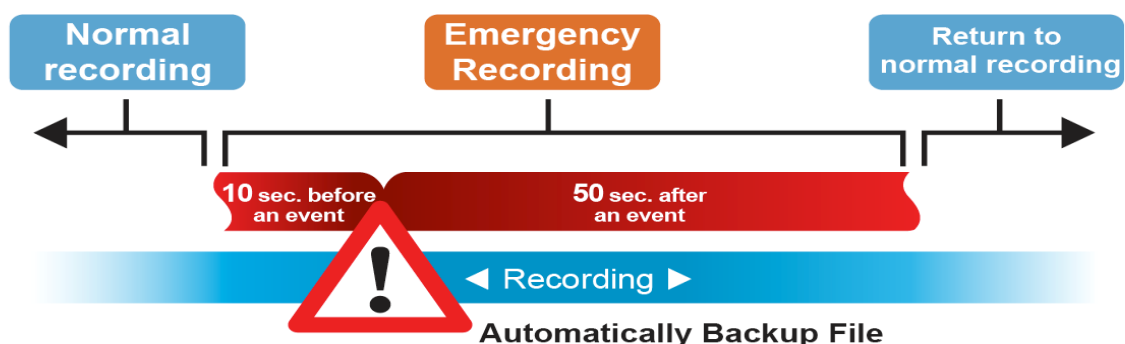 Normal
recording
Emergency
Recording
Return to
normal recording
10 sec. before
an event
50 sec. after
an event
!
◄ Recording ►
Automatically Backup File